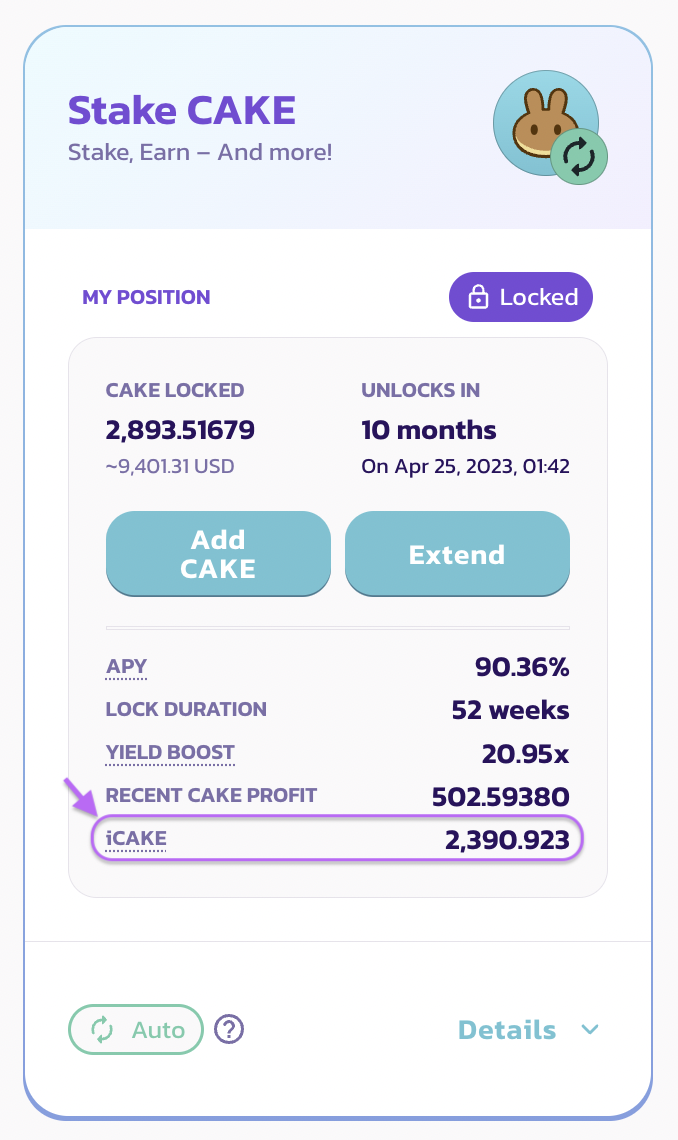 Stake CAKE
Stake, Earn – And more!
MY POSITION
Locked
CAKE LOCKED
2,893.51679
~9,401.31 USD
UNLOCKS IN
10 months
On Apr 25, 2023, 01:42
Add
CAKE
Extend
APY 90.36%
LOCK DURATION 52 weeks
YIELD BOOST 20.95x
RECENT CAKE PROFIT 502.59380
iCAKE 2,390.923
Auto
Details